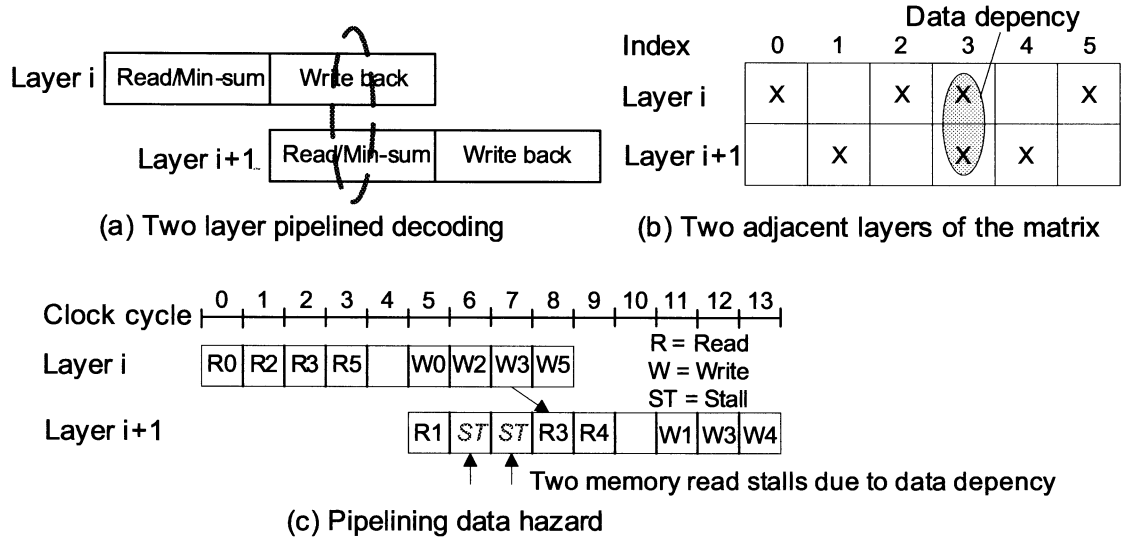 Layer i Read/Min-sum Write back
Layer i+1 Read/Min-sum Write back
(a) Two layer pipelined decoding
Data depency
Index 0 1 2 3 4 5
Layer i X X X X
Layer i+1 X X X
(b) Two adjacent layers of the matrix
Clock cycle 0 1 2 3 4 5 6 7 8 9 10 11 12 13
Layer i R0 R2 R3 R5 W0 W2 W3 W5
R = Read
W = Write
ST = Stall
Layer i+1 R1 ST ST R3 R4 W1 W3 W4
Two memory read stalls due to data depency
(c) Pipelining data hazard